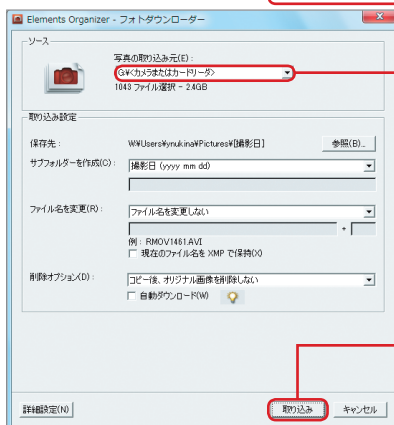 Elements Organizer - フォトダウンローダー
ソース
写真の取り込み元(E):
G:¥<カメラまたはカードリーダ>
1043 ファイル選択 - 2.4GB
取り込み設定
保存先:
W:¥Users¥ynukina¥Pictures¥[撮影日]
参照(B)...
サブフォルダーを作成(C):
撮影日 (yyyy mm dd)
ファイル名を変更(R):
ファイル名を変更しない
+
例: RMOV1461.AVI
現在のファイル名を XMP で保持(X)
削除オプション(D):
コピー後、オリジナル画像を削除しない
自動ダウンロード(W)
詳細設定(N)
取り込み
キャンセル